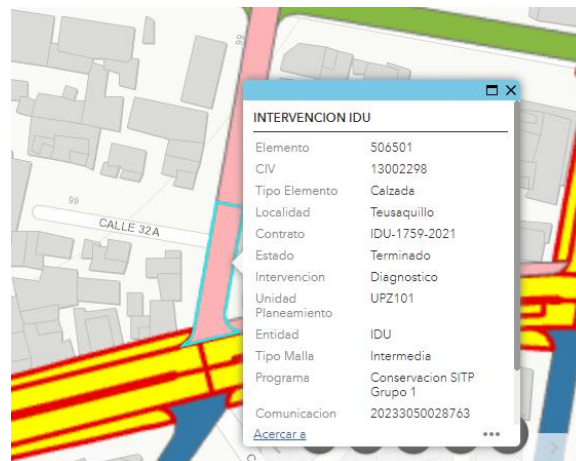 66
INTERVENCION IDU
Elemento 506501
CIV 13002298
Tipo Elemento Calzada
Localidad Teusaquillo
Contrato IDU-1759-2021
Estado Terminado
Intervencion Diagnostico
Unidad Planeamiento UPZ101
Entidad IDU
Tipo Malla Intermedia
Programa Conservacion SITP Grupo 1
Comunicacion 20233050028763
Acercar a
99
CALLE 32A